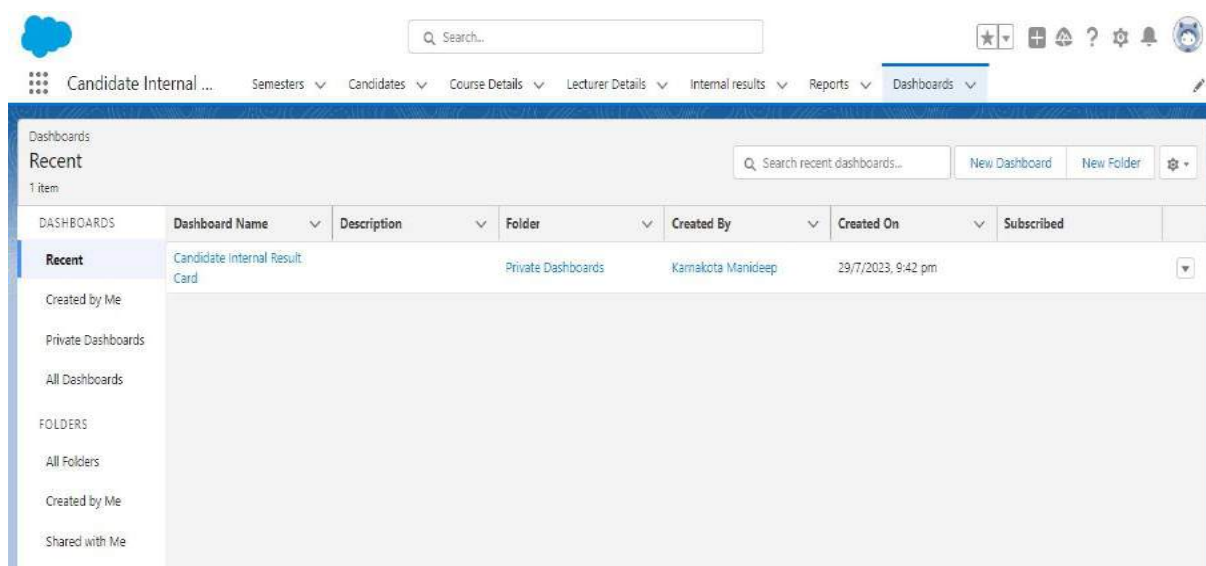 Search...
Candidate Internal ...
Semesters
Candidates
Course Details
Lecturer Details
Internal results
Reports
Dashboards
Dashboards
Recent
1 item
Search recent dashboards...
New Dashboard
New Folder
DASHBOARDS
Dashboard Name
Description
Folder
Created By
Created On
Subscribed
Recent
Candidate Internal Result
Card
Private Dashboards
Karnakota Manideep
29/7/2023, 9:42 pm
Created by Me
Private Dashboards
All Dashboards
FOLDERS
All Folders
Created by Me
Shared with Me